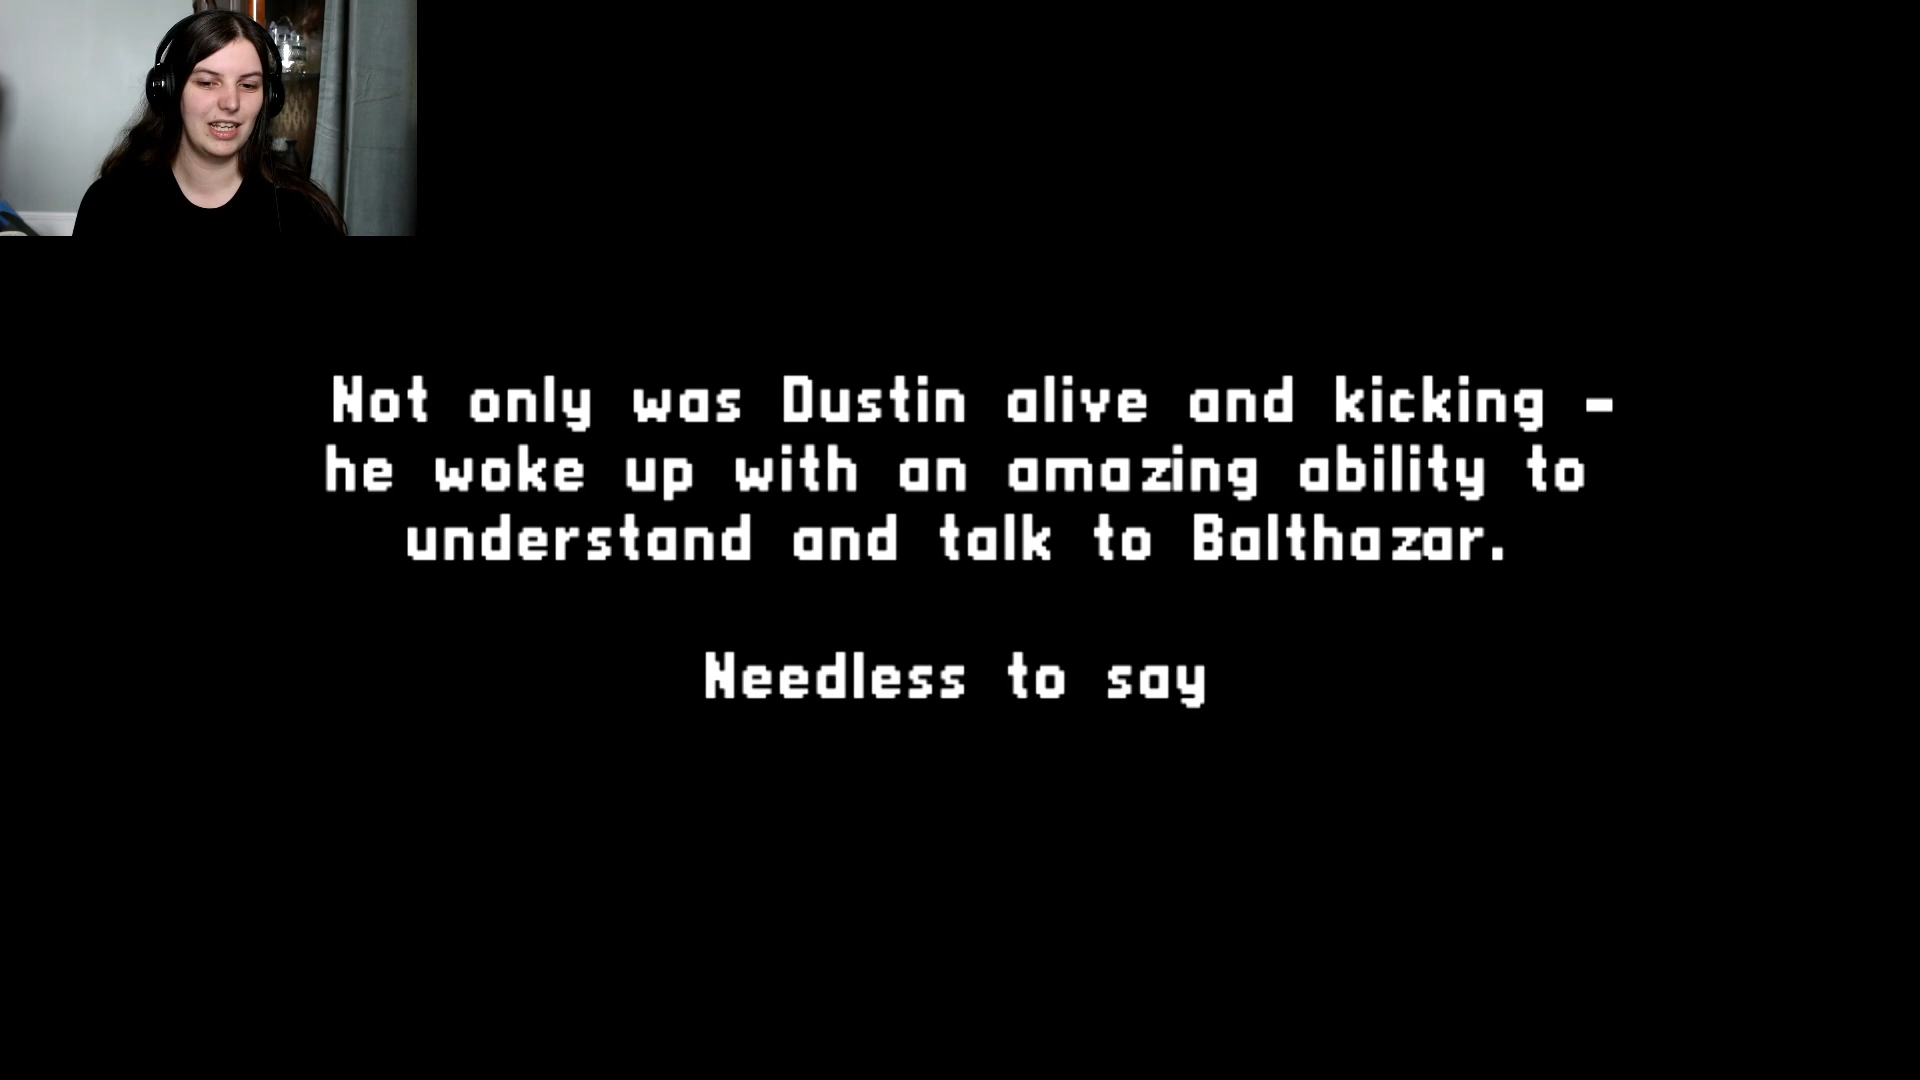 Not only was Dustin alive and kicking -
he woke up with an amazing ability to
understand and talk to Balthazar.
Needless to say